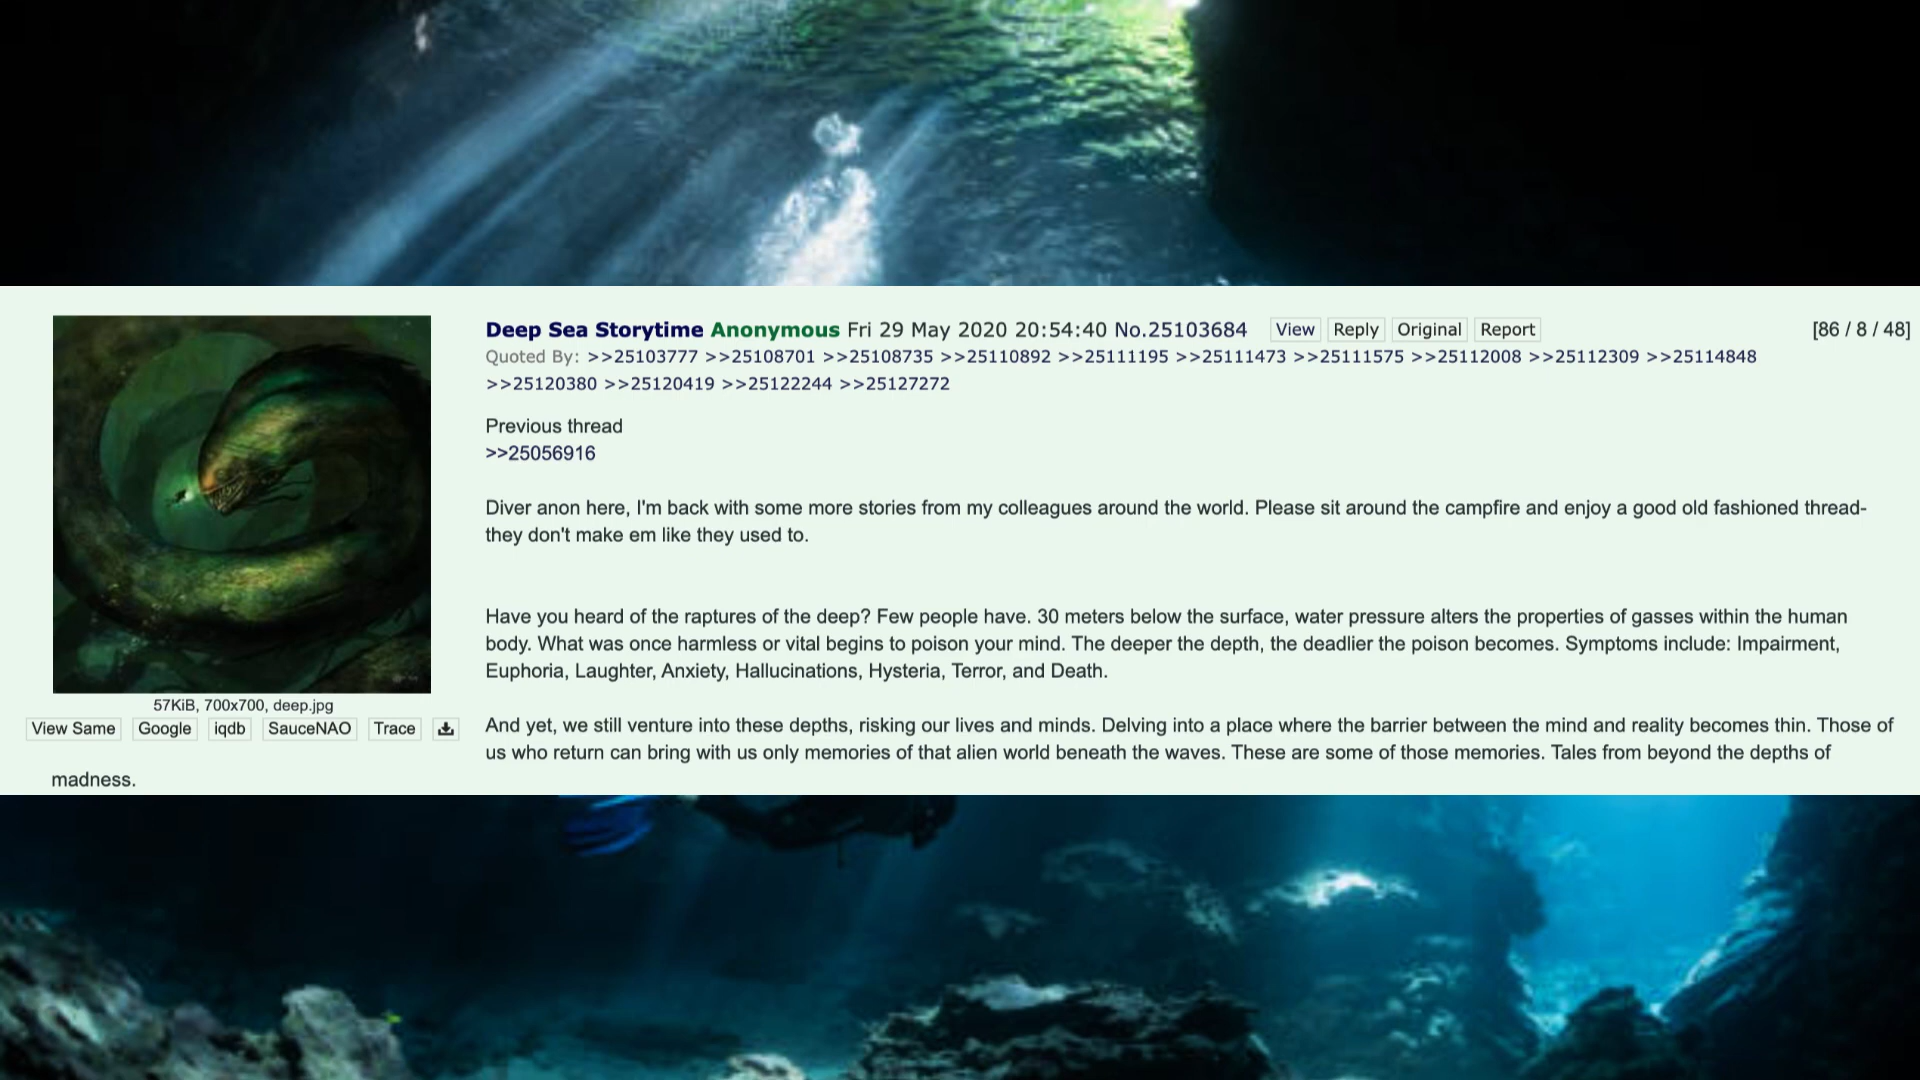 Deep Sea Storytime Anonymous Fri 29 May 2020 20:54:40 No.25103684 View Reply Original Report [86 / 8 / 48]
Quoted By: >>25103777 >>25108701 >>25108735 >>25110892 >>25111195 >>25111473 >>25111575 >>25112008 >>25112309 >>25114848
>>25120380 >>25120419 >>25122244 >>25127272
Previous thread
>>25056916
Diver anon here, I'm back with some more stories from my colleagues around the world. Please sit around the campfire and enjoy a good old fashioned thread-
they don't make em like they used to.
Have you heard of the raptures of the deep? Few people have. 30 meters below the surface, water pressure alters the properties of gasses within the human
body. What was once harmless or vital begins to poison your mind. The deeper the depth, the deadlier the poison becomes. Symptoms include: Impairment,
Euphoria, Laughter, Anxiety, Hallucinations, Hysteria, Terror, and Death.
57KiB, 700x700, deep.jpg
View Same Google iqdb SauceNAO Trace
And yet, we still venture into these depths, risking our lives and minds. Delving into a place where the barrier between the mind and reality becomes thin. Those of
us who return can bring with us only memories of that alien world beneath the waves. These are some of those memories. Tales from beyond the depths of
madness.